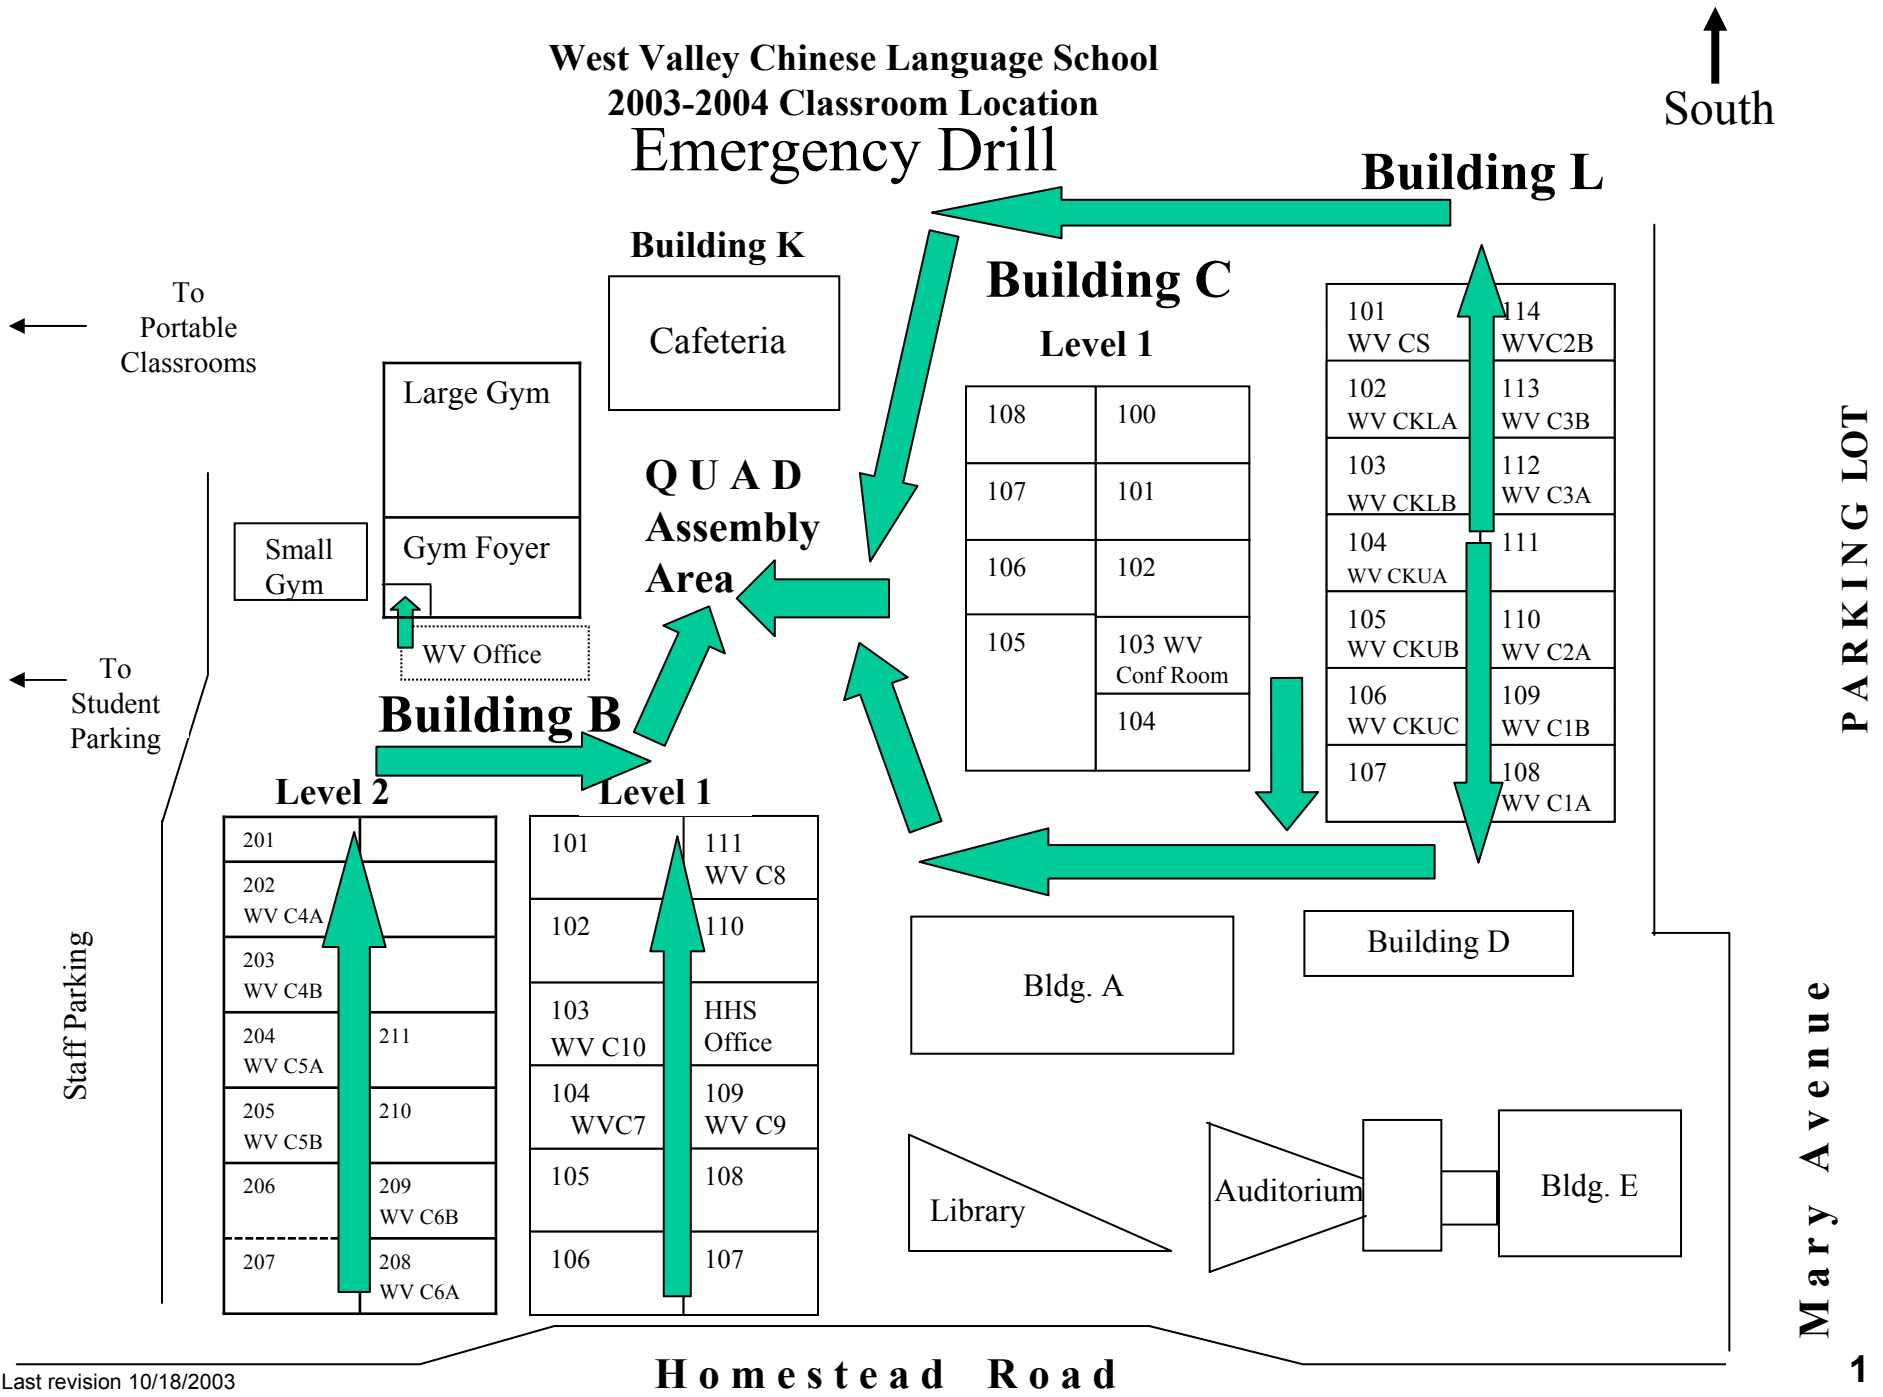 West Valley Chinese Language School
2003-2004 Classroom Location
Emergency Drill
South
Building L
Building K
Building C
Level 1
Cafeteria
To
Portable
Classrooms
Large Gym
Gym Foyer
Small
Gym
WV Office
Q U A D
Assembly
Area
To
Student
Parking
Building B
Level 2
Level 1
108
100
107
101
106
102
105
103 WV
Conf Room
104
101
WV CS
114
WVC2B
102
WV CKLA
113
WV C3B
103
WV CKLB
112
WV C3A
104
WV CKUA
111
105
WV CKUB
110
WV C2A
106
WV CKUC
109
WV C1B
107
108
WV C1A
PARKING LOT
201
202
WV C4A
203
WV C4B
204
WV C5A
211
205
WV C5B
210
206
209
WV C6B
207
208
WV C6A
101
111
WV C8
102
110
103
WV C10
HHS
Office
104
WVC7
109
WV C9
105
108
106
107
Staff Parking
Bldg. A
Building D
Library
Auditorium
Bldg. E
Mary Avenue
Homestead Road
Last revision 10/18/2003
1